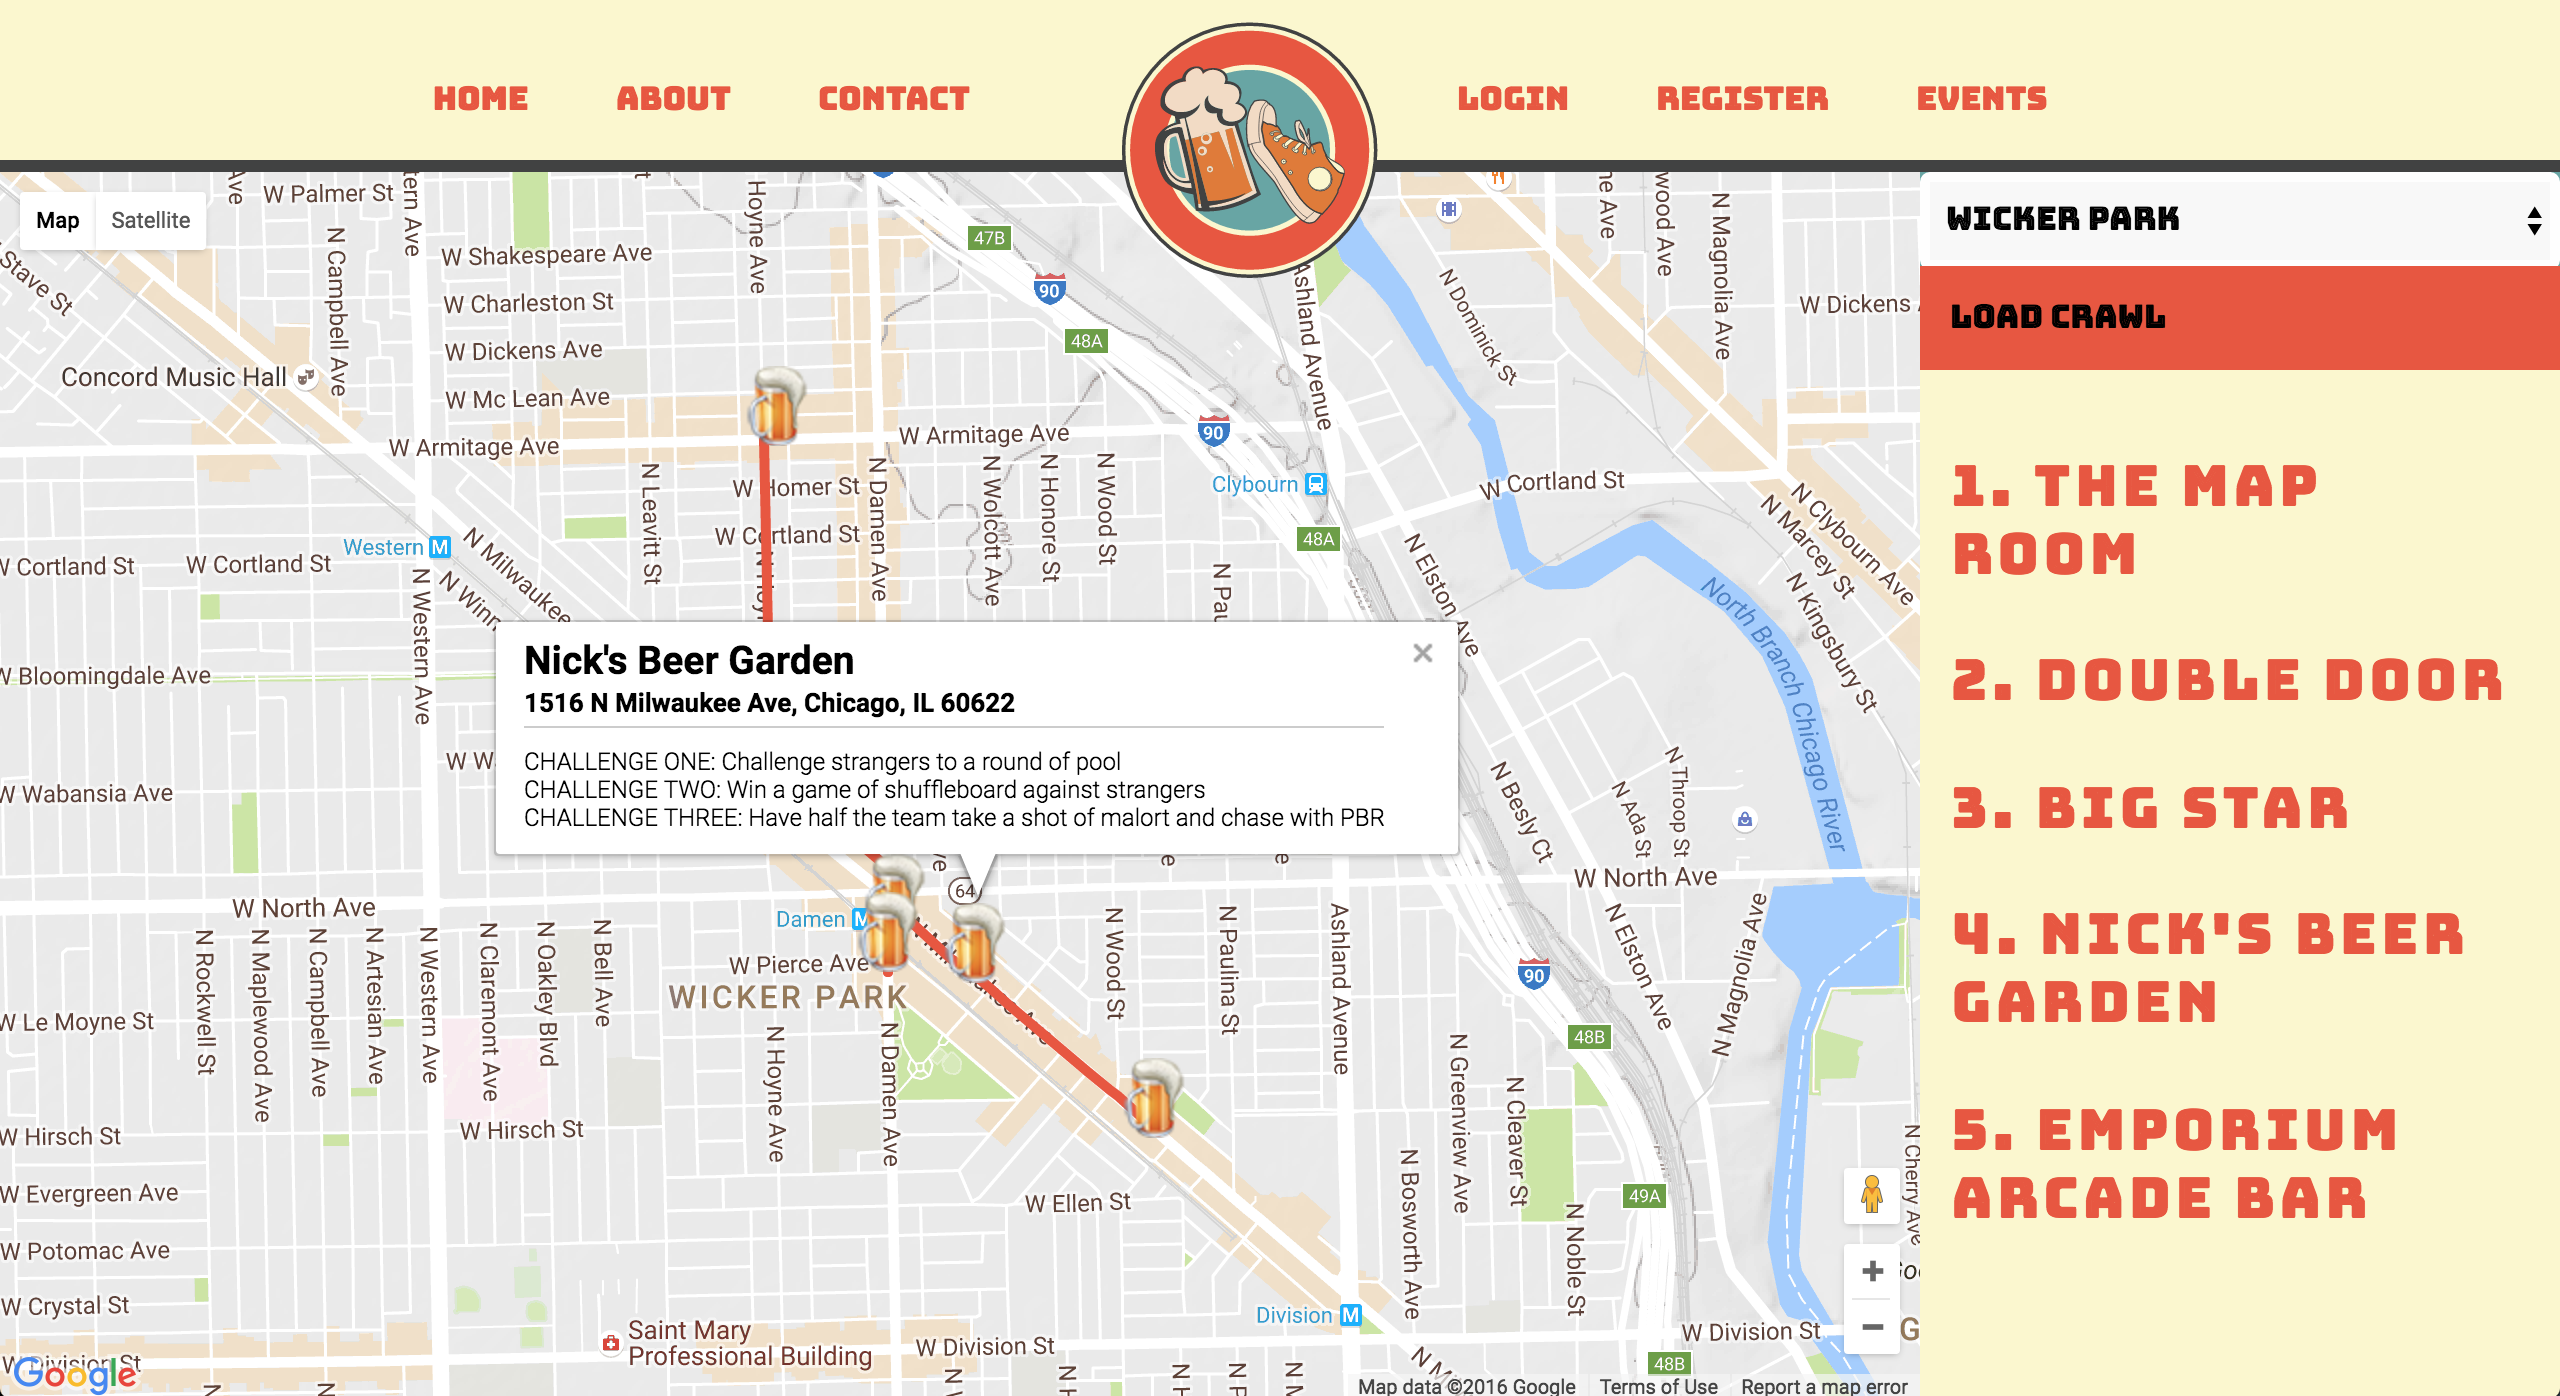 HOME ABOUT CONTACT LOGIN REGISTER EVENTS
Map Satellite
WICKER PARK
LOAD CRAWL
1. THE MAP
ROOM
2. DOUBLE DOOR
3. BIG STAR
4. NICK'S BEER
GARDEN
5. EMPORIUM
ARCADE BAR
Nick's Beer Garden
1516 N Milwaukee Ave, Chicago, IL 60622
CHALLENGE ONE: Challenge strangers to a round of pool
CHALLENGE TWO: Win a game of shuffleboard against strangers
CHALLENGE THREE: Have half the team take a shot of malort and chase with PBR
W Palmer St
N Campbell Ave
W Shakespeare Ave
W Charleston St
W Dickens Ave
W Mc Lean Ave
Hoyne Ave
47B
90
48A
Ashland Avenue
N Dominick St
N Magnolia Ave
W Dickens
Stave St
Concord Music Hall
W Armitage Ave
W Armitage Ave
90
N Leavitt St
W Homer St
W Cortland St
N Damen Ave
N Wolcott Ave
N Honore St
N Wood St
Clybourn
48A
W Cortland St
N Clybourn Ave
N Marcey St
N Kingsbury St
N Elston Ave
North Branch Chicago River
Western
N Milwaukee
W Cortland St
W Cortland St
N Western Ave
W Bloomingdale Ave
W Wabansia Ave
N Besly Ct
N Ada St
N Throop St
W North Ave
64
W North Ave
Damen
W Pierce Ave
WICKER PARK
N Rockwell St
N Maplewood Ave
N Campbell Ave
N Artesian Ave
N Western Ave
N Claremont Ave
N Oakley Blvd
N Bell Ave
N Hoyne Ave
N Damen Ave
N Wood St
N Paulina St
Ashland Avenue
90
N Elston Ave
N Magnolia Ave
48B
W Le Moyne St
W Hirsch St
W Hirsch St
W Evergreen Ave
W Potomac Ave
W Crystal St
W Ellen St
N Greenview Ave
N Cleaver St
N Bosworth Ave
N Noble St
49A
N Cherry Ave
Division
Saint Mary
Professional Building
W Division St
W Division St
W Division St
48B
Google
Map data ©2016 Google Terms of Use Report a map error